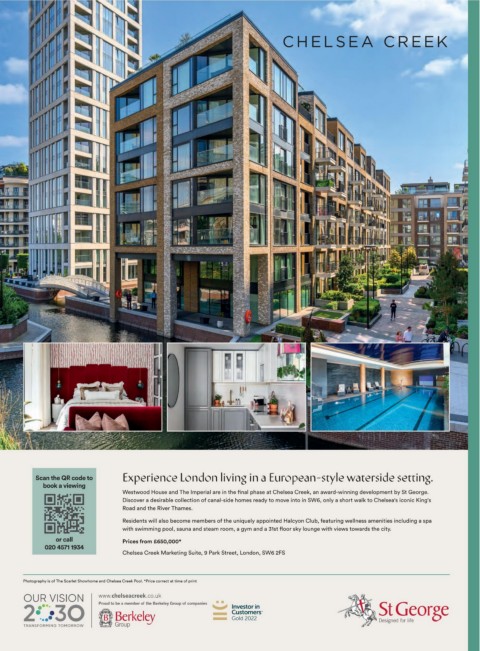 CHELSEA CREEK
Scan the QR code to
book a viewing
or call
020 4571 1934
Experience London living in a European-style waterside setting.
Westwood House and The Imperial are in the final phase at Chelsea Creek, an award-winning development by St George.
Discover a desirable collection of canal-side homes ready to move into in SW6, only a short walk to Chelsea's iconic King's
Road and the River Thames.
Residents will also become members of the uniquely appointed Halcyon Club, featuring wellness amenities including a spa
with swimming pool, sauna and steam room, a gym and a 31st floor sky lounge with views towards the city.
Prices from £650,000*
Chelsea Creek Marketing Suite, 9 Park Street, London, SW6 2FS
Photography is of The Scarlet Showhome and Chelsea Creek Pool. *Price correct at time of print
OUR VISION
2030
TRANSFORMING TOMORROW
www.chelseacreek.co.uk
Proud to be a member of the Berkeley Group of companies
Berkeley
Group
Investor in
Customers
Gold 2022
St George
Designed for life